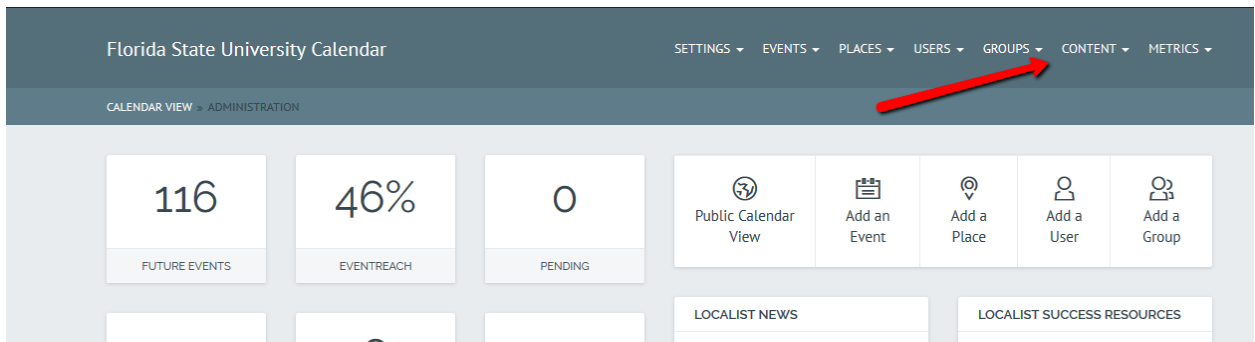 Florida State University Calendar
SETTINGS EVENTS PLACES USERS GROUPS CONTENT METRICS
CALENDAR VIEW » ADMINISTRATION
116
FUTURE EVENTS
46%
EVENTREACH
0
PENDING
Public Calendar
View
Add an
Event
Add a
Place
Add a
User
Add a
Group
LOCALIST NEWS
LOCALIST SUCCESS RESOURCES